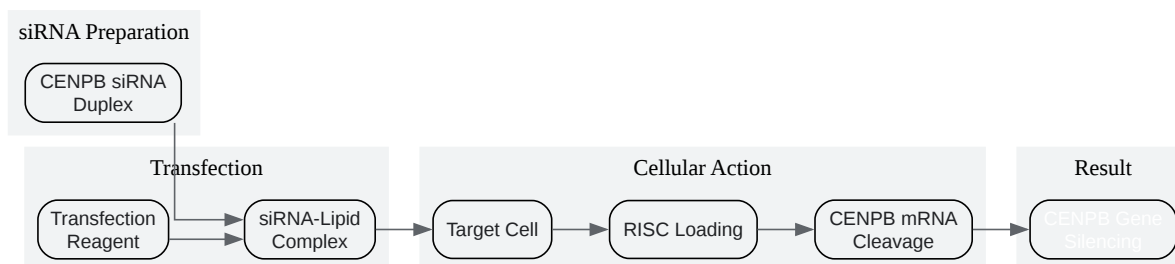 siRNA Preparation
CENPB siRNA
Duplex
Transfection
Transfection
Reagent
siRNA-Lipid
Complex
Cellular Action
Target Cell
RISC Loading
CENPB mRNA
Cleavage
Result
CENPB Gene
Silencing